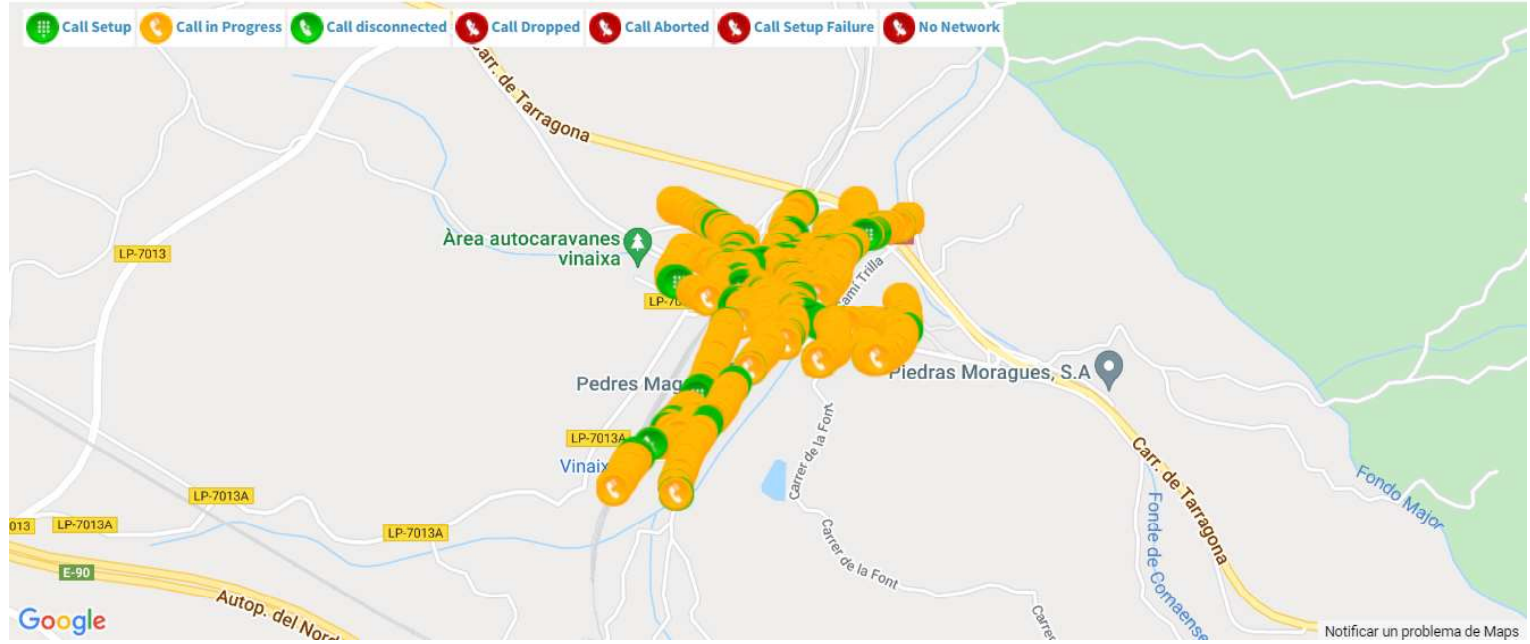 Call Setup
Call in Progress
Call disconnected
Call Dropped
Call Aborted
Call Setup Failure
No Network
Carr. de Tarragona
Àrea autocaravanes
vinaixa
LP-7013
Camí Trilla
Pedres Mag
Piedras Moragues, S.A
LP-7013A
Vinaix
Carrer de la Font
Carr. de Tarragona
Fondo Major
Fonde de Comaense
LP-7013A
013
LP-7013A
LP-7013A
Carrer de la Font
E-90
Autop. del Nord
Carrer
Google
Notificar un problema de Maps